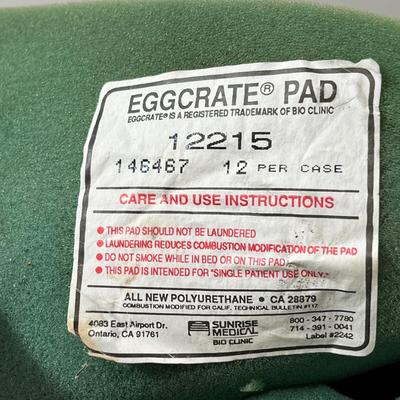 EGGCRATE® PAD
EGGCRATE® IS A REGISTERED TRADEMARK OF BIO CLINIC
12215
146467 12 PER CASE
CARE AND USE INSTRUCTIONS
• THIS PAD SHOULD NOT BE LAUNDERED
• LAUNDERING REDUCES COMBUSTION MODIFICATION OF THE PAD
• DO NOT SMOKE WHILE IN BED OR ON THIS PAD.
• THIS PAD IS INTENDED FOR "SINGLE PATIENT USE ONLY."
ALL NEW POLYURETHANE • CA 28879
COMBUSTION MODIFIED FOR CALIF. TECHNICAL BULLETIN #117
4083 East Airport Dr.
Ontario, CA 91761
SUNRISE
MEDICAL
BIO CLINIC
800 - 347 - 7780
714 - 391 - 0041
Label #2242